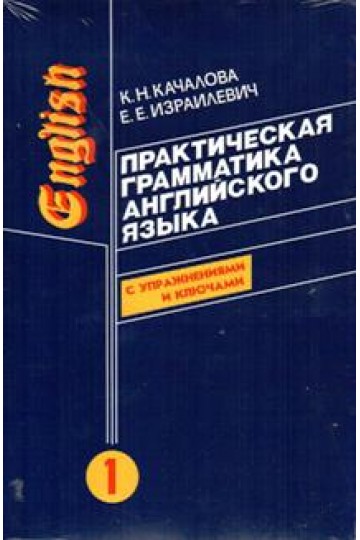 К. Н. КАЧАЛОВА
Е. Е. ИЗРАИЛЕВИЧ
English
ПРАКТИЧЕСКАЯ
ГРАММАТИКА
АНГЛИЙСКОГО
ЯЗЫКА
С УПРАЖНЕНИЯМИ
И КЛЮЧАМИ
1